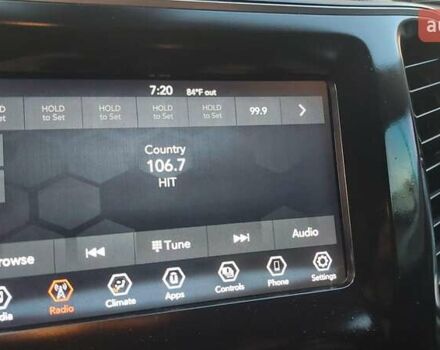 7:20 84°F out
HOLD to Set HOLD to Set HOLD to Set HOLD to Set 99.9
Country
106.7
HIT
Tune Audio
Radio Climate Apps Controls Phone Settings